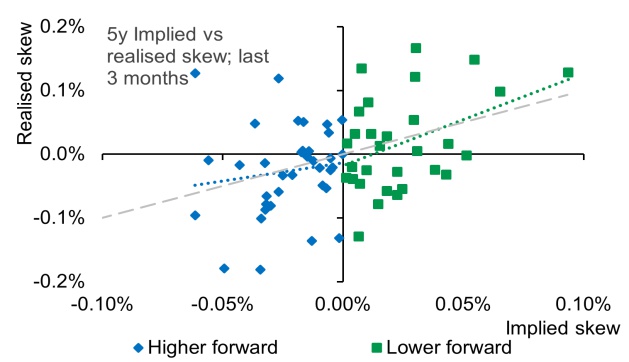 5y Implied vs
realised skew; last
3 months
Realised skew
0.2%
0.1%
0.0%
-0.1%
-0.2%
-0.10%
-0.05%
0.00%
0.05%
0.10%
Implied skew
Higher forward
Lower forward